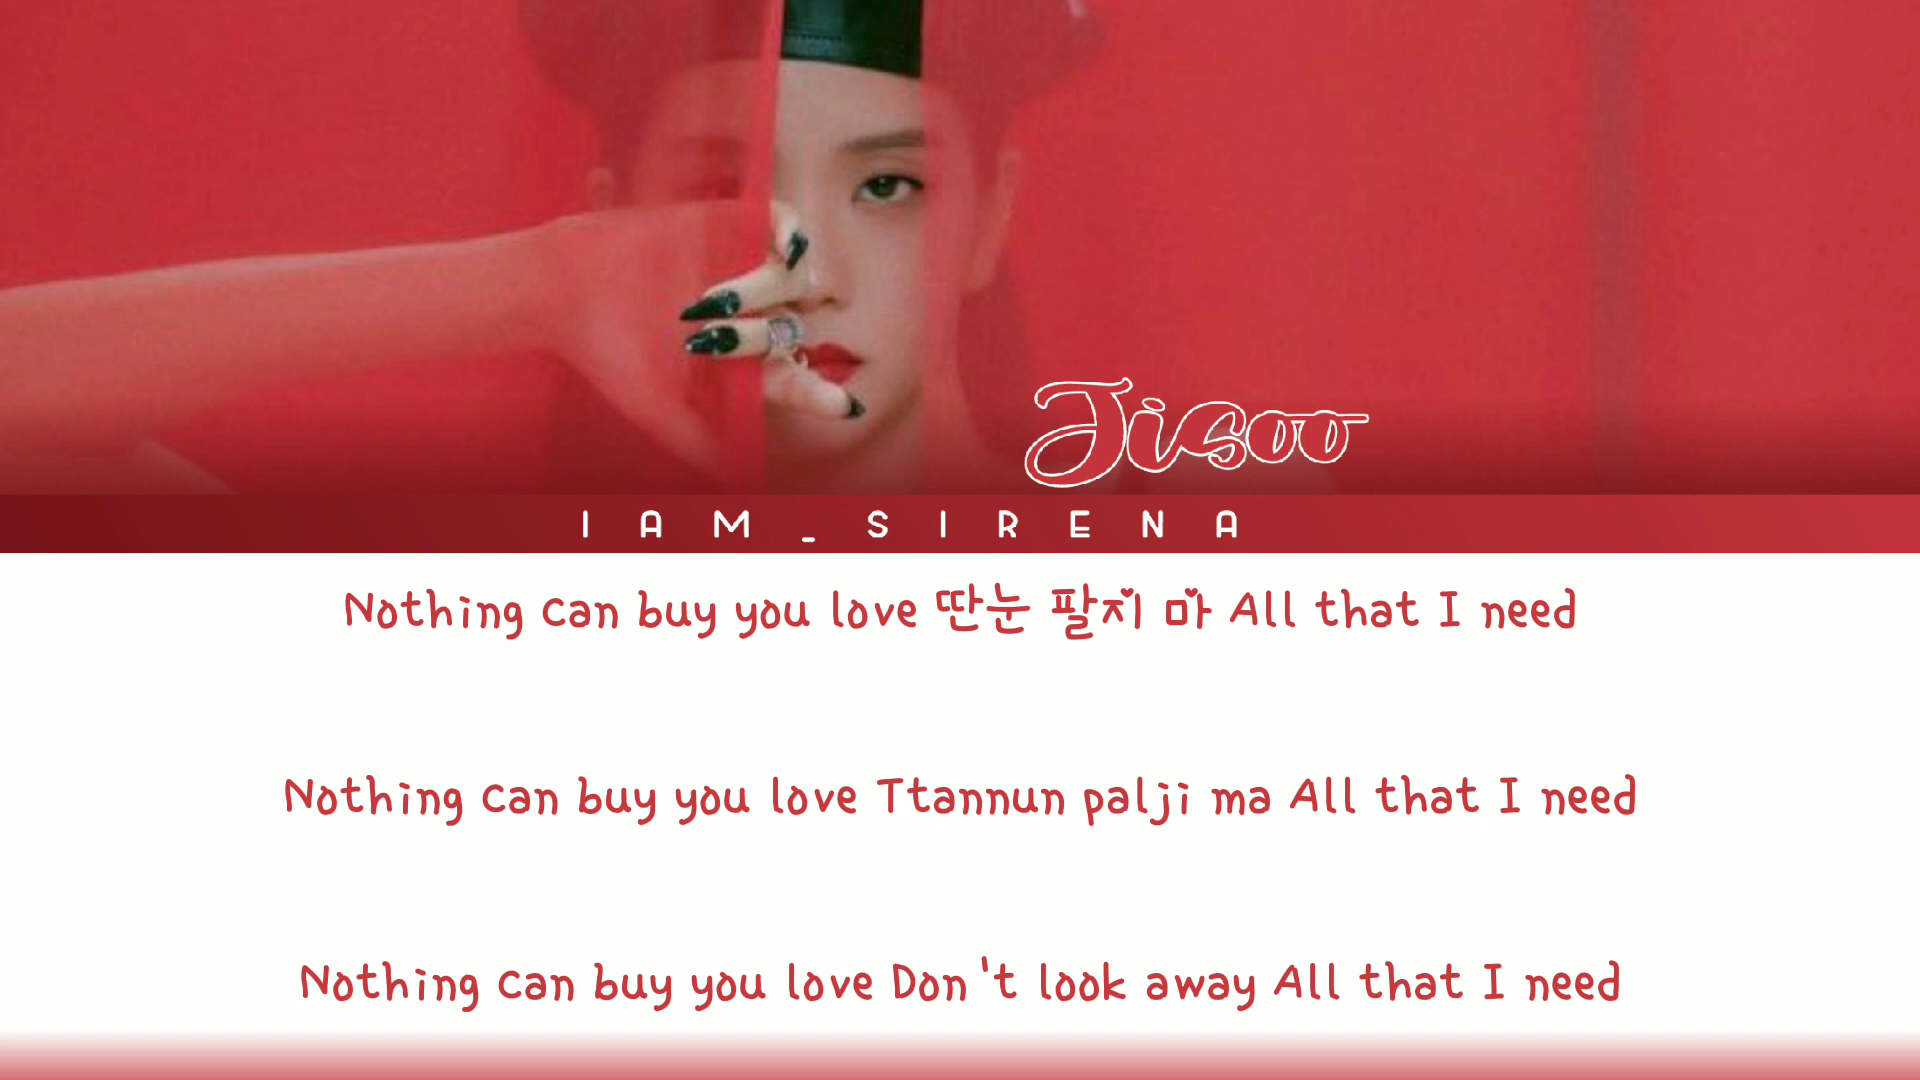 Jisoo
IAM_SIRENA
Nothing can buy you love 딴눈 팔지 마 All that I need
Nothing can buy you love Ttannun palji ma All that I need
Nothing can buy you love Don't look away All that I need